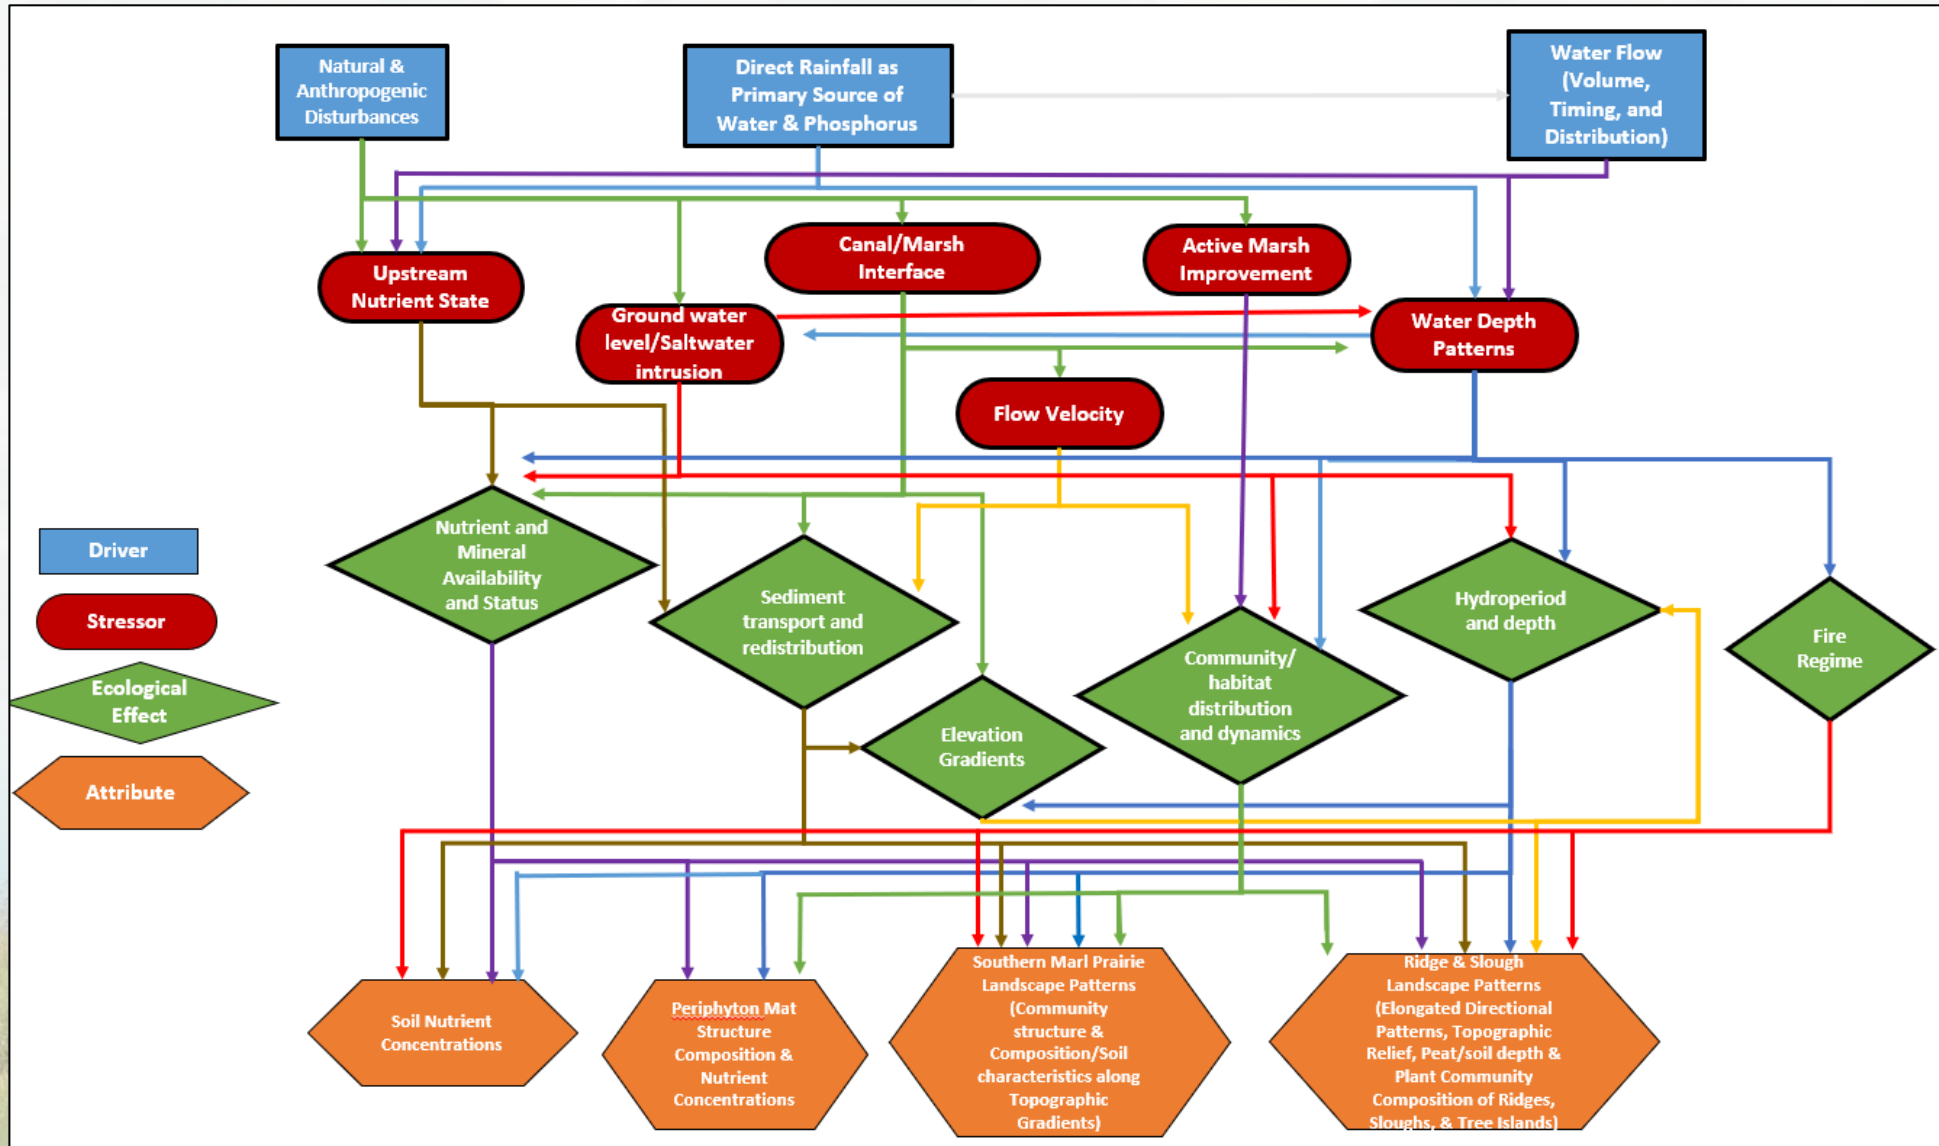 Natural &
Anthropogenic
Disturbances
Direct Rainfall as
Primary Source of
Water & Phosphorus
Water Flow
(Volume,
Timing, and
Distribution)
Upstream
Nutrient State
Canal/Marsh
Interface
Active Marsh
Improvement
Ground water
level/Saltwater
intrusion
Water Depth
Patterns
Flow Velocity
Driver
Stressor
Ecological
Effect
Attribute
Nutrient and
Mineral
Availability
and Status
Sediment
transport and
redistribution
Elevation
Gradients
Community/
habitat
distribution
and dynamics
Hydroperiod
and depth
Fire
Regime
Soil Nutrient
Concentrations
Periphyton Mat
Structure
Composition &
Nutrient
Concentrations
Southern Marl Prairie
Landscape Patterns
(Community
structure &
Composition/Soil
characteristics along
Topographic
Gradients)
Ridge & Slough
Landscape Patterns
(Elongated Directional
Patterns, Topographic
Relief, Peat/soil depth &
Plant Community
Composition of Ridges,
Sloughs, & Tree Islands)